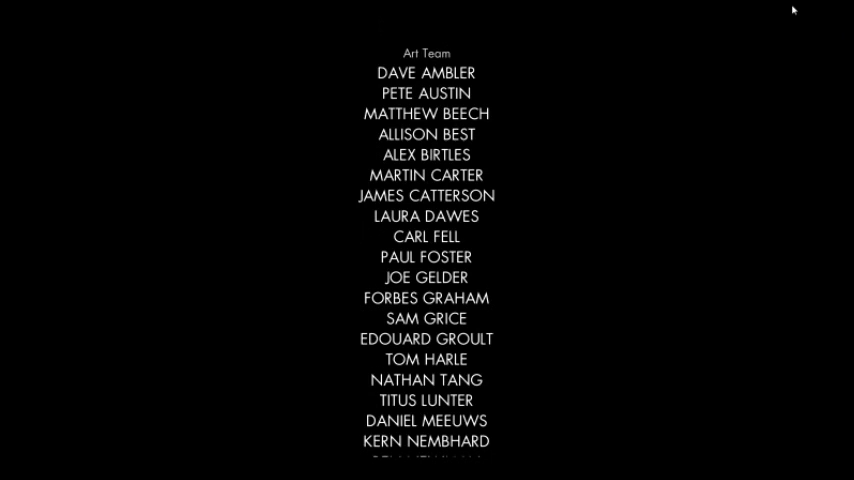 Art Team
DAVE AMBLER
PETE AUSTIN
MATTHEW BEECH
ALLISON BEST
ALEX BIRTLES
MARTIN CARTER
JAMES CATTERSON
LAURA DAWES
CARL FELL
PAUL FOSTER
JOE GELDER
FORBES GRAHAM
SAM GRICE
EDOUARD GROULT
TOM HARLE
NATHAN TANG
TITUS LUNTER
DANIEL MEEUWS
KERN NEMBHARD